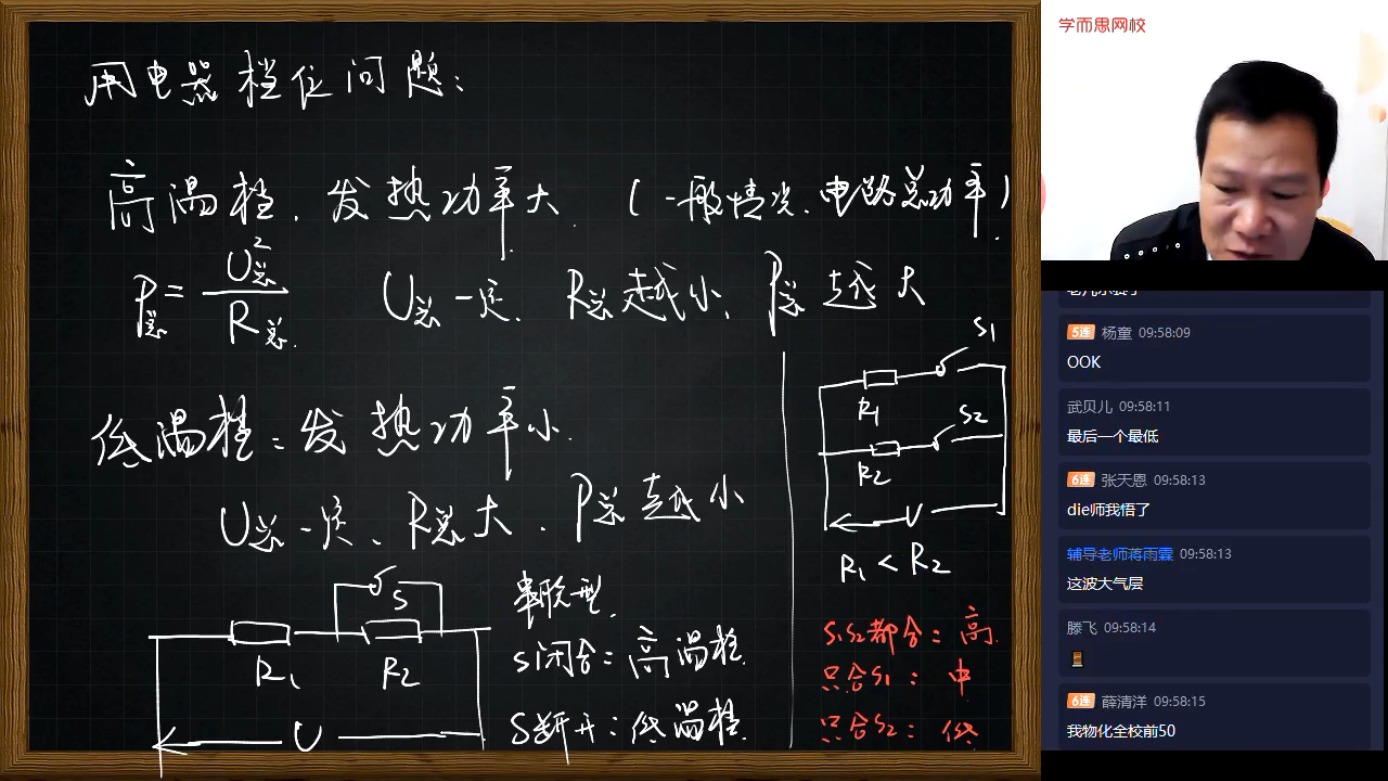 用电器档位问题:
高温档.发热功率大.(一般情况.电路总功率).
P总=U总²/R总.
U总一定.R总越小,P总越大
低温档:发热功率小.
U总一定、R总大.P总越小
S
R1
R2
U
串联型.
S闭合:高温档.
S断开:低温档.
S1
R1
S2
R2
U
R1<R2
S1S2都合:高.
只合S1:中
只合S2:低
学而思网校
5连 杨童 09:58:09
OOK
武贝儿 09:58:11
最后一个最低
6连 张天恩 09:58:13
die师我悟了
辅导老师蒋雨霖 09:58:13
这波大气层
滕飞 09:58:14
6连 薛清洋 09:58:15
我物化全校前50